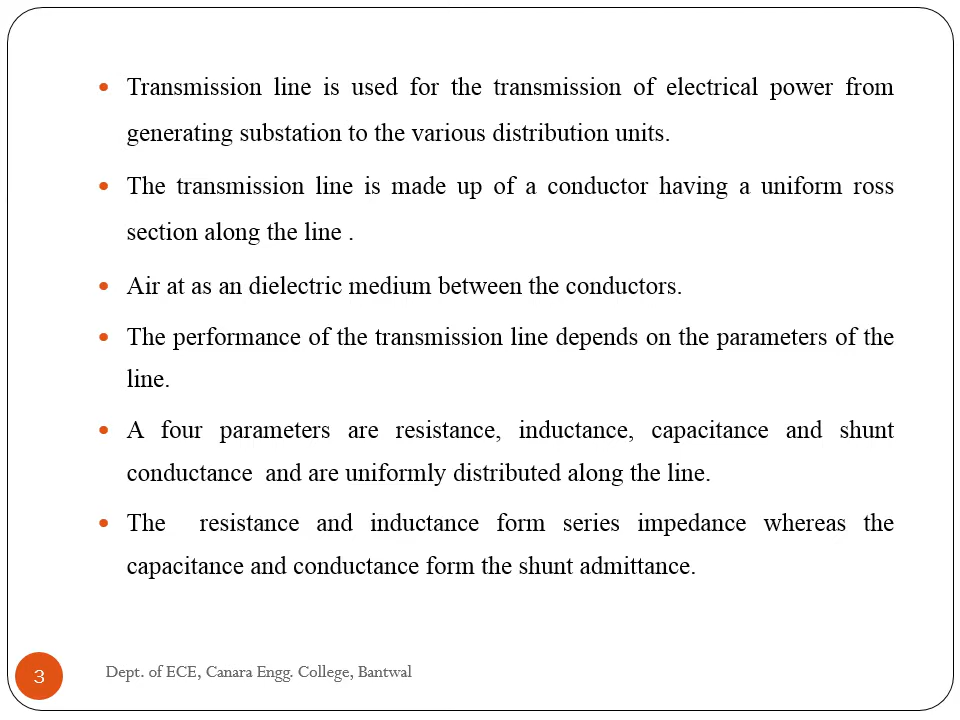 • Transmission line is used for the transmission of electrical power from
generating substation to the various distribution units.
• The transmission line is made up of a conductor having a uniform ross
section along the line .
• Air at as an dielectric medium between the conductors.
• The performance of the transmission line depends on the parameters of the
line.
• A four parameters are resistance, inductance, capacitance and shunt
conductance  and are uniformly distributed along the line.
• The  resistance and inductance form series impedance whereas the
capacitance and conductance form the shunt admittance.
3
Dept. of ECE, Canara Engg. College, Bantwal